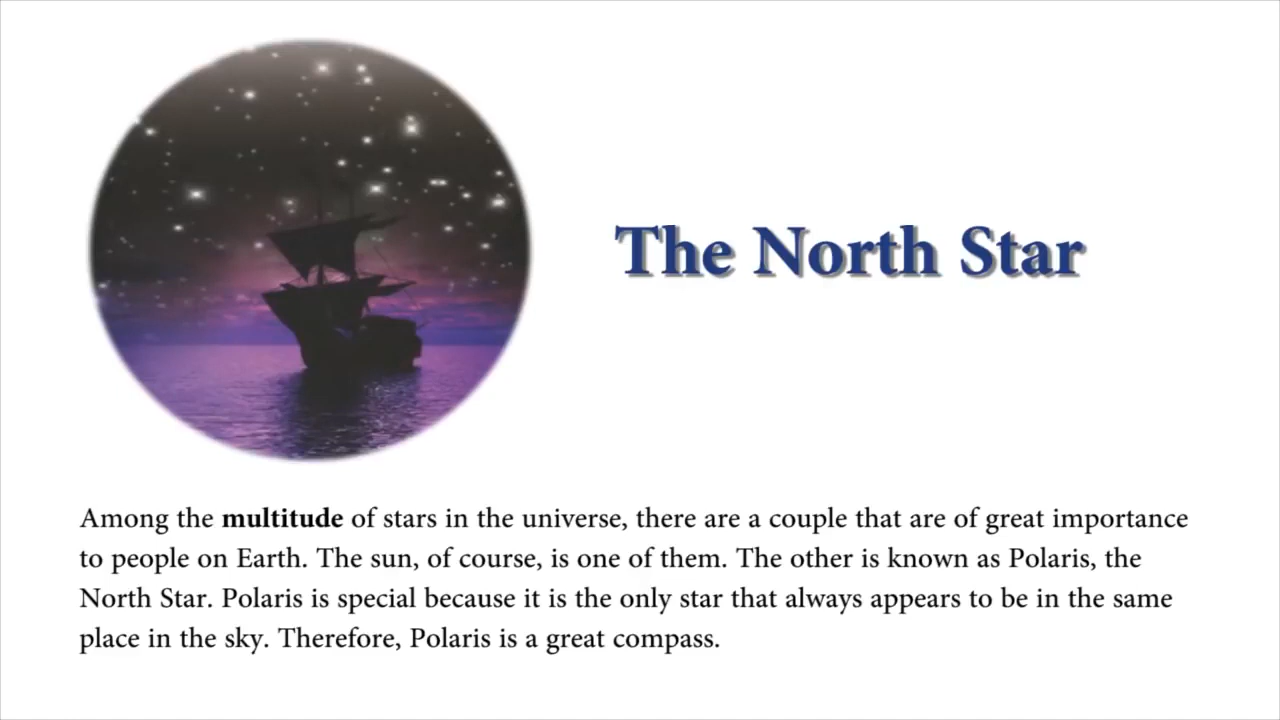 The North Star
Among the multitude of stars in the universe, there are a couple that are of great importance
to people on Earth. The sun, of course, is one of them. The other is known as Polaris, the
North Star. Polaris is special because it is the only star that always appears to be in the same
place in the sky. Therefore, Polaris is a great compass.